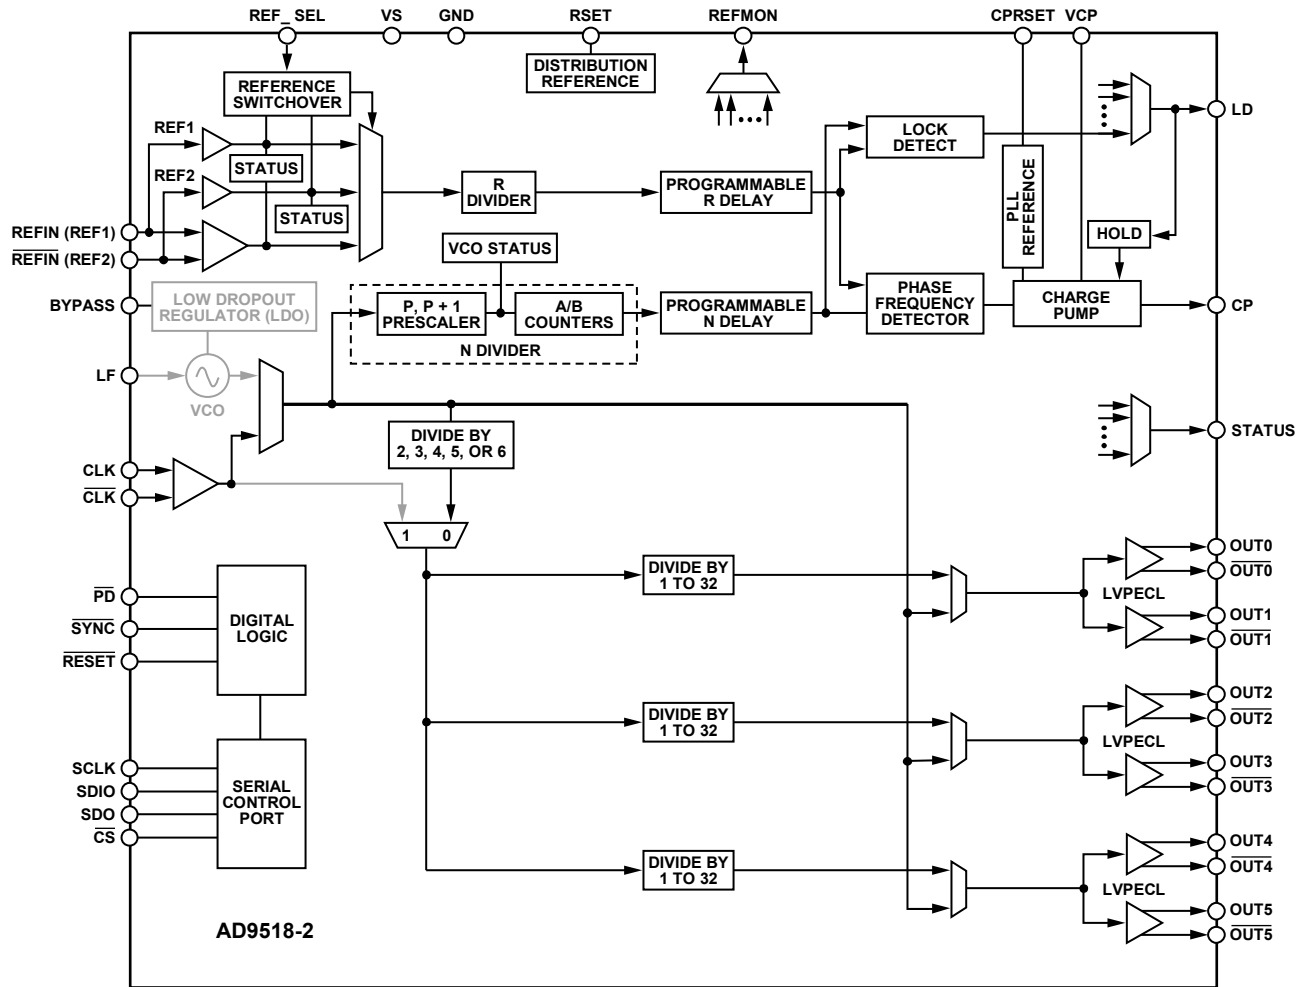 REF_SEL
VS
GND
RSET
REFMON
CPRSET
VCP
DISTRIBUTION
REFERENCE
REFERENCE
SWITCHOVER
REF1
STATUS
REF2
STATUS
R
DIVIDER
PROGRAMMABLE
R DELAY
LOCK
DETECT
LD
PLL
REFERENCE
HOLD
REFIN (REF1)
REFIN (REF2)
VCO STATUS
BYPASS
LOW DROPOUT
REGULATOR (LDO)
P, P + 1
PRESCALER
A/B
COUNTERS
N DIVIDER
PROGRAMMABLE
N DELAY
PHASE
FREQUENCY
DETECTOR
CHARGE
PUMP
CP
LF
VCO
STATUS
DIVIDE BY
2, 3, 4, 5, OR 6
CLK
CLK
1 0
PD
SYNC
RESET
DIGITAL
LOGIC
DIVIDE BY
1 TO 32
LVPECL
OUT0
OUT0
OUT1
OUT1
DIVIDE BY
1 TO 32
LVPECL
OUT2
OUT2
OUT3
OUT3
SCLK
SDIO
SDO
CS
SERIAL
CONTROL
PORT
DIVIDE BY
1 TO 32
LVPECL
OUT4
OUT4
OUT5
OUT5
AD9518-2